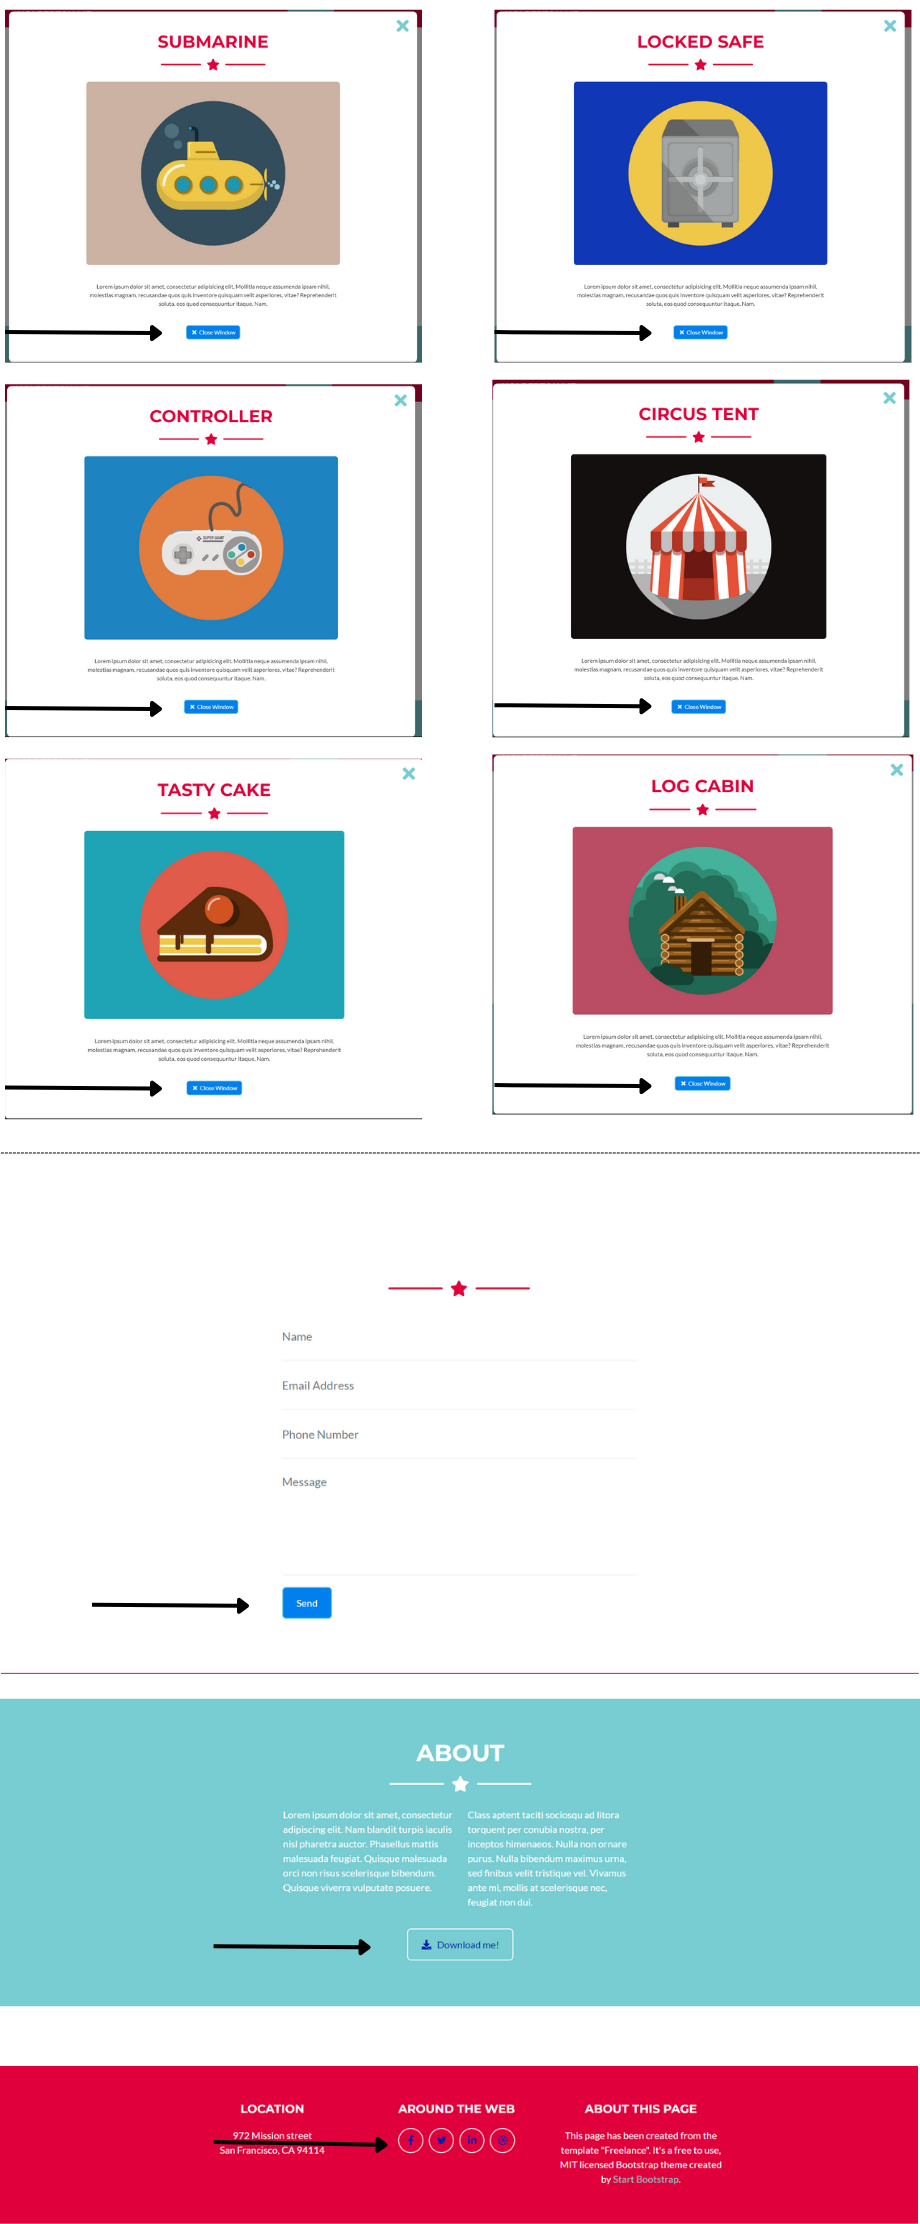 SUBMARINE
Lorem ipsum dolor sit amet, consectetur adipisicing elit. Mollitia neque assumenda ipsam nihil,
molestias magnam, recusandae quos quis inventore quisquam velit asperiores, vitae? Reprehenderit
soluta, eos quod consequuntur itaque. Nam.
Close Window
LOCKED SAFE
Lorem ipsum dolor sit amet, consectetur adipisicing elit. Mollitia neque assumenda ipsam nihil,
molestias magnam, recusandae quos quis inventore quisquam velit asperiores, vitae? Reprehenderit
soluta, eos quod consequuntur itaque. Nam.
Close Window
CONTROLLER
SUPER GAME
Lorem ipsum dolor sit amet, consectetur adipisicing elit. Mollitia neque assumenda ipsam nihil,
molestias magnam, recusandae quos quis inventore quisquam velit asperiores, vitae? Reprehenderit
soluta, eos quod consequuntur itaque. Nam.
Close Window
CIRCUS TENT
Lorem ipsum dolor sit amet, consectetur adipisicing elit. Mollitia neque assumenda ipsam nihil,
molestias magnam, recusandae quos quis inventore quisquam velit asperiores, vitae? Reprehenderit
soluta, eos quod consequuntur itaque. Nam.
Close Window
TASTY CAKE
Lorem ipsum dolor sit amet, consectetur adipisicing elit. Mollitia neque assumenda ipsam nihil,
molestias magnam, recusandae quos quis inventore quisquam velit asperiores, vitae? Reprehenderit
soluta, eos quod consequuntur itaque. Nam.
Close Window
LOG CABIN
Lorem ipsum dolor sit amet, consectetur adipisicing elit. Mollitia neque assumenda ipsam nihil,
molestias magnam, recusandae quos quis inventore quisquam velit asperiores, vitae? Reprehenderit
soluta, eos quod consequuntur itaque. Nam.
Close Window
Name
Email Address
Phone Number
Message
Send
ABOUT
Lorem ipsum dolor sit amet, consectetur
adipiscing elit. Nam blandit turpis iaculis
nisl pharetra auctor. Phasellus mattis
malesuada feugiat. Quisque malesuada
orci non risus scelerisque bibendum.
Quisque viverra vulputate posuere.
Class aptent taciti sociosqu ad litora
torquent per conubia nostra, per
inceptos himenaeos. Nulla non ornare
purus. Nulla bibendum maximus urna,
sed finibus velit tristique vel. Vivamus
ante mi, mollis at scelerisque nec,
feugiat non dui.
Download me!
LOCATION
972 Mission street
San Francisco, CA 94114
AROUND THE WEB
f
in
ABOUT THIS PAGE
This page has been created from the
template "Freelance". It's a free to use,
MIT licensed Bootstrap theme created
by Start Bootstrap.